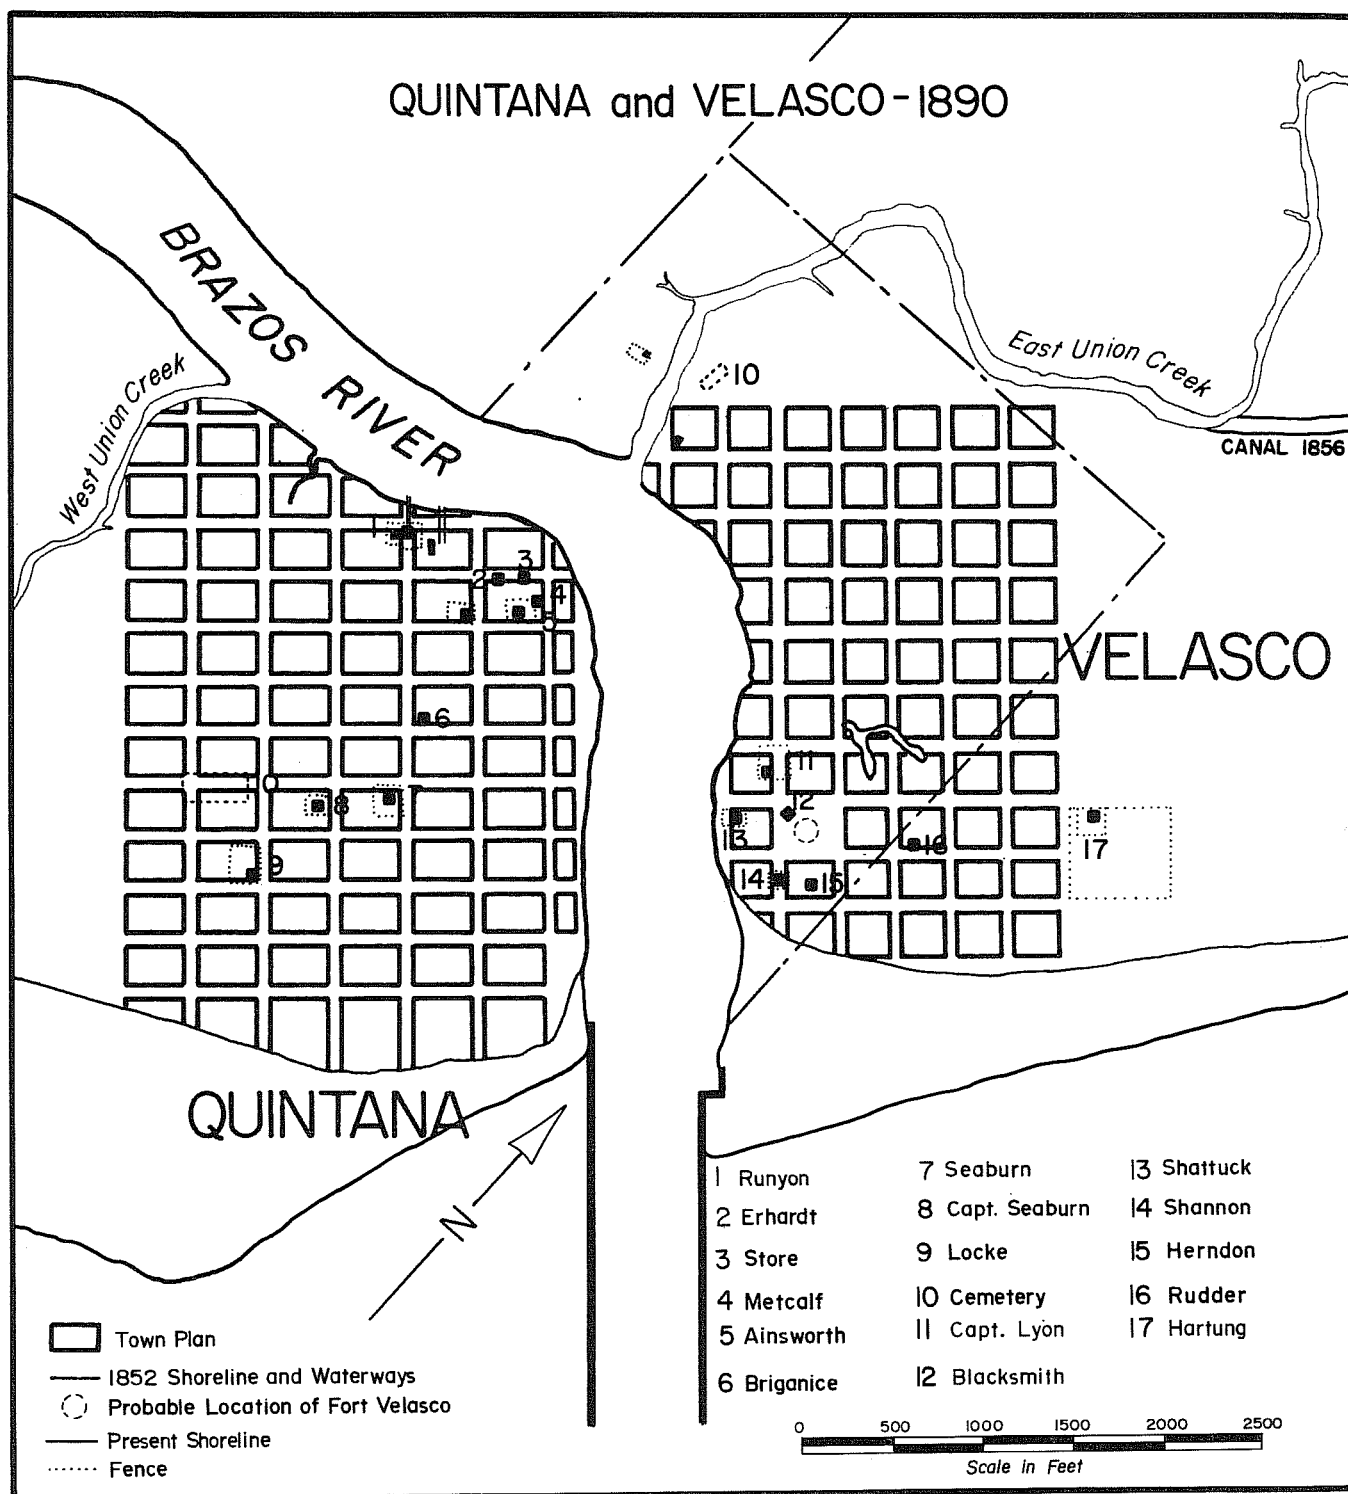 QUINTANA and VELASCO - 1890
BRAZOS RIVER
West Union Creek
East Union Creek
CANAL 1856
10
1
2
3
4
5
6
7
8
9
11
12
13
14
15
16
17
VELASCO
QUINTANA
N
1 Runyon
2 Erhardt
3 Store
4 Metcalf
5 Ainsworth
6 Briganice
7 Seaburn
8 Capt. Seaburn
9 Locke
10 Cemetery
11 Capt. Lyon
12 Blacksmith
13 Shattuck
14 Shannon
15 Herndon
16 Rudder
17 Hartung
Town Plan
1852 Shoreline and Waterways
Probable Location of Fort Velasco
Present Shoreline
Fence
0 500 1000 1500 2000 2500
Scale in Feet